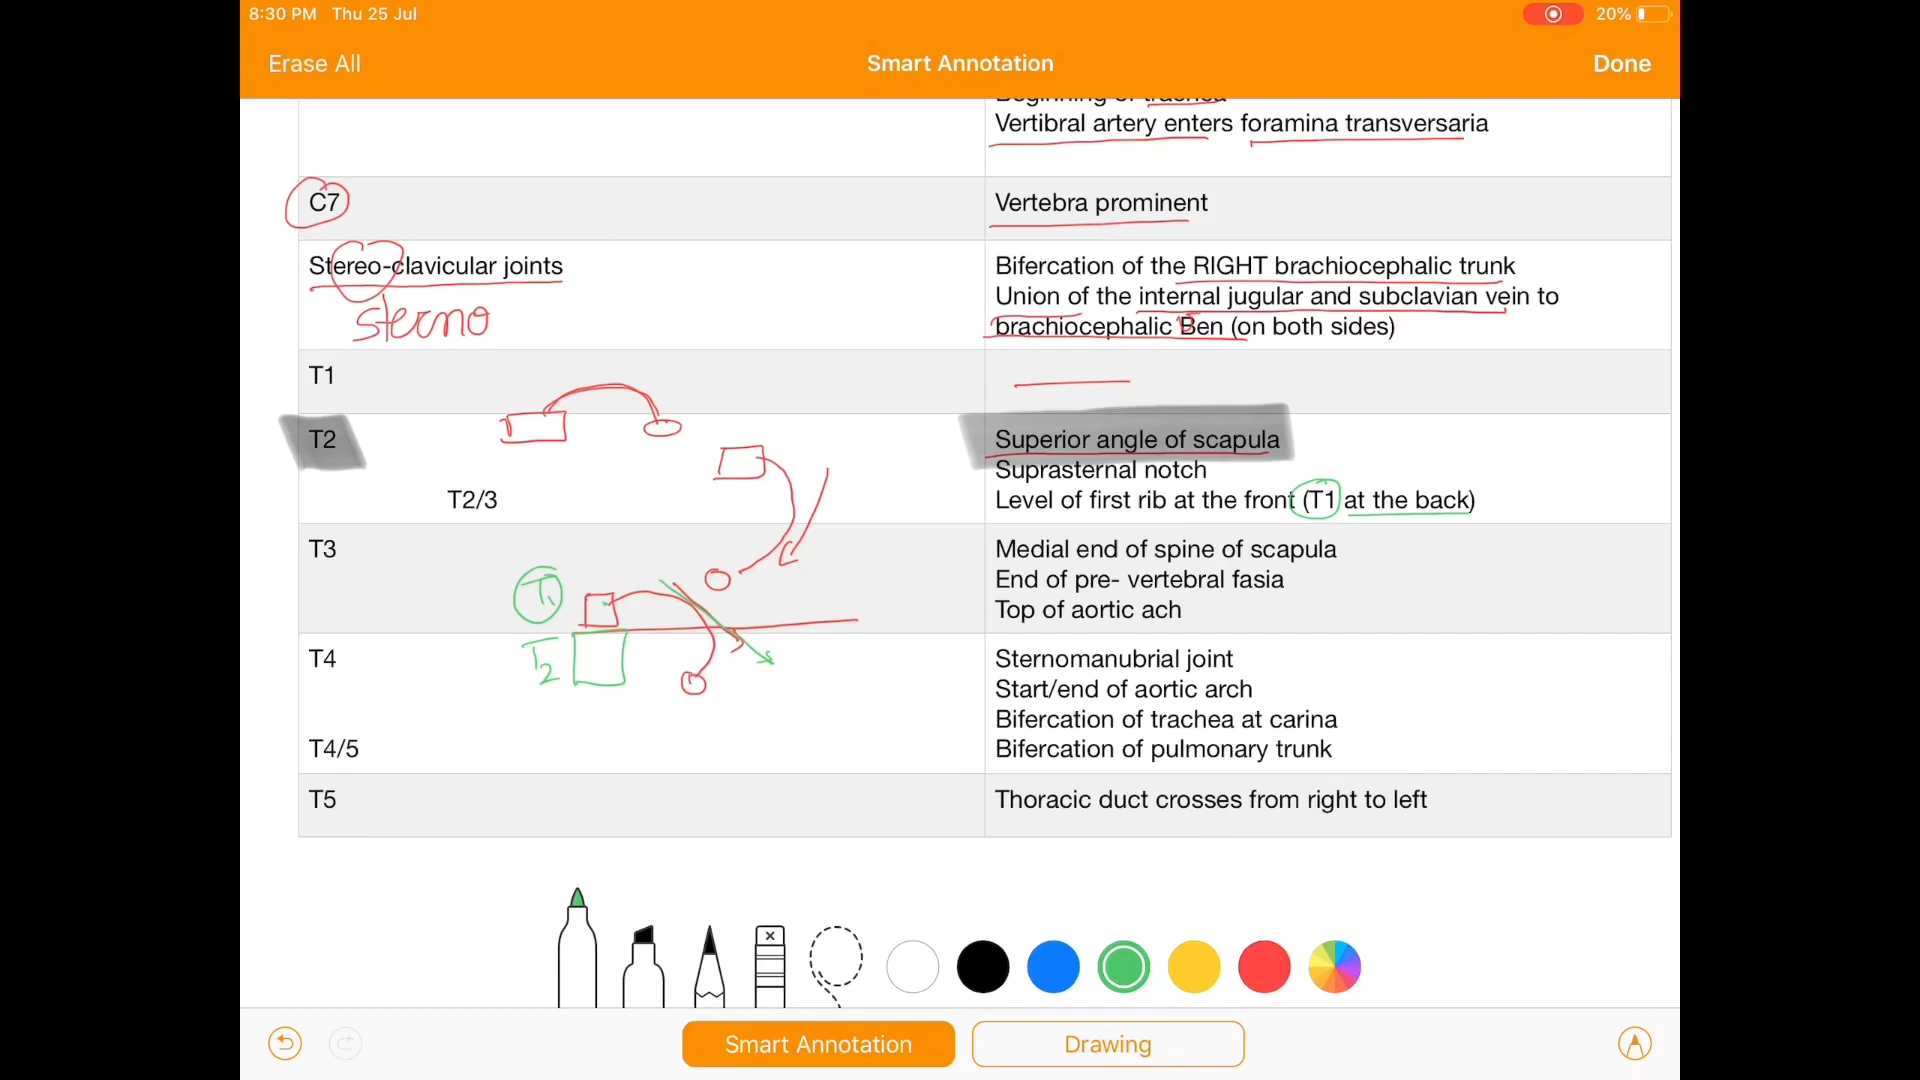 8:30 PM Thu 25 Jul
20%
Erase All
Smart Annotation
Done
Beginning of trachea
Vertibral artery enters foramina transversaria
C7
Vertebra prominent
Stereo-clavicular joints
sterno
Bifercation of the RIGHT brachiocephalic trunk
Union of the internal jugular and subclavian vein to
brachiocephalic Ben (on both sides)
V
T1
T2
Superior angle of scapula
Suprasternal notch
T2/3
Level of first rib at the front (T1 at the back)
T3
Medial end of spine of scapula
End of pre- vertebral fasia
Top of aortic ach
T1
T2
T4
Sternomanubrial joint
Start/end of aortic arch
Bifercation of trachea at carina
T4/5
Bifercation of pulmonary trunk
T5
Thoracic duct crosses from right to left
Smart Annotation
Drawing